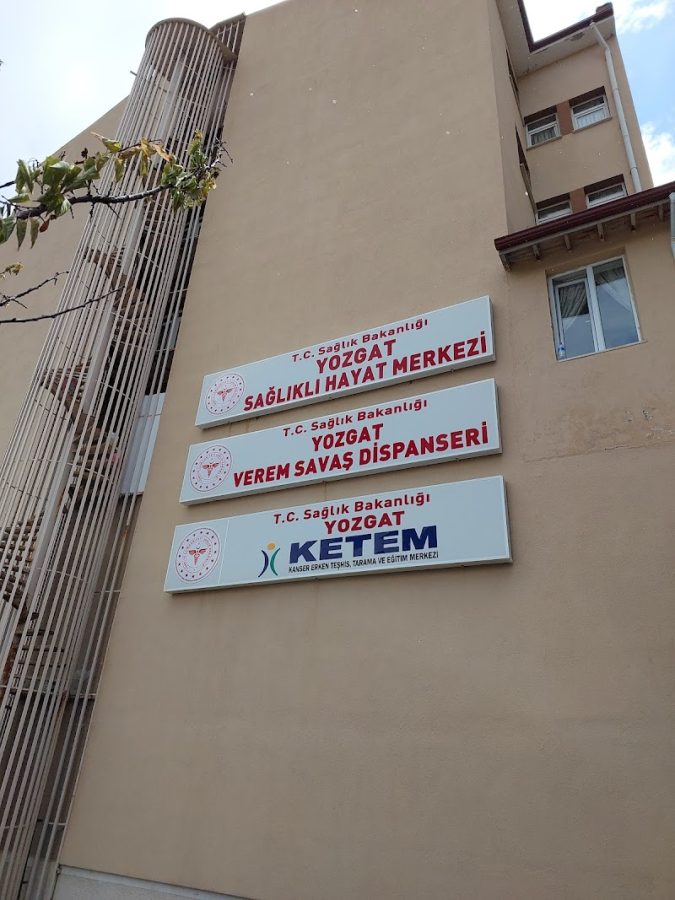 T.C. Sağlık Bakanlığı
YOZGAT
SAĞLIKLI HAYAT MERKEZİ
T.C. Sağlık Bakanlığı
YOZGAT
VEREM SAVAŞ DİSPANSERİ
T.C. Sağlık Bakanlığı
YOZGAT
KETEM
KANSER ERKEN TEŞHİS, TARAMA VE EĞİTİM MERKEZİ